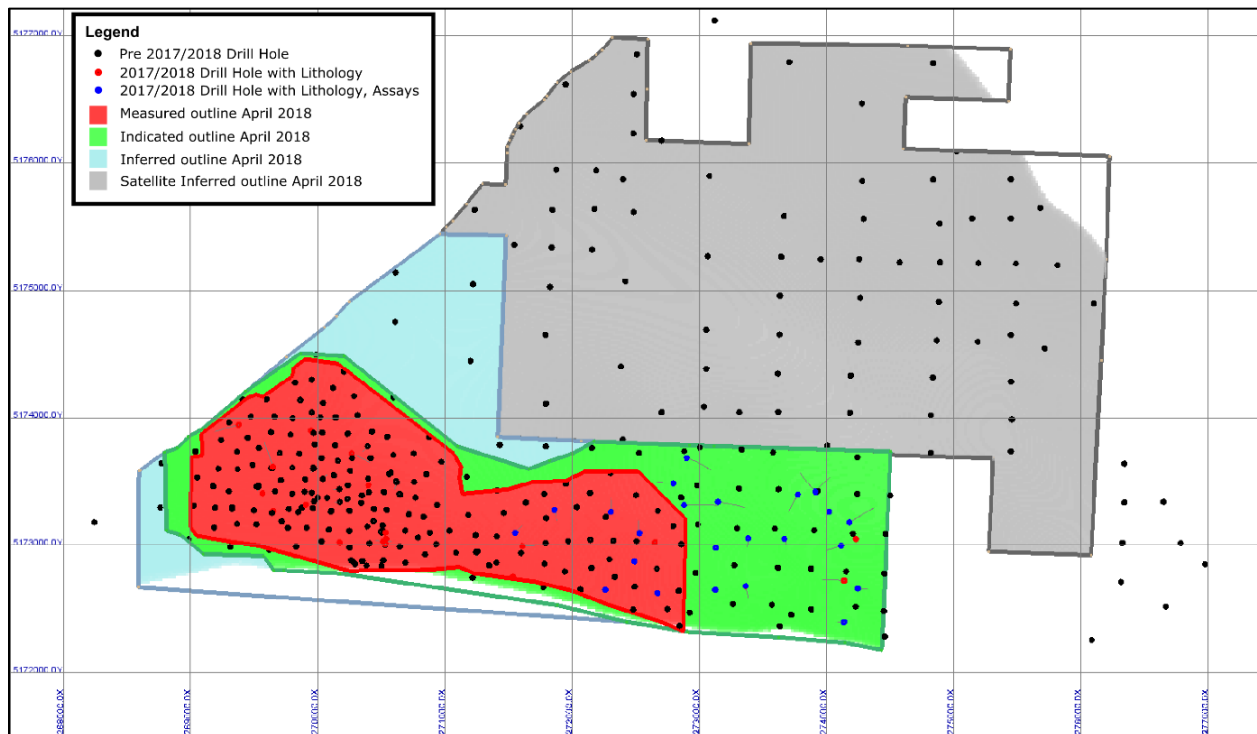 Legend
Pre 2017/2018 Drill Hole
2017/2018 Drill Hole with Lithology
2017/2018 Drill Hole with Lithology, Assays
Measured outline April 2018
Indicated outline April 2018
Inferred outline April 2018
Satellite Inferred outline April 2018
5177000.0Y
5176000.0Y
5175000.0Y
5174000.0Y
5173000.0Y
5172000.0Y
268000.0X
269000.0X
270000.0X
271000.0X
272000.0X
273000.0X
274000.0X
275000.0X
276000.0X
277000.0X